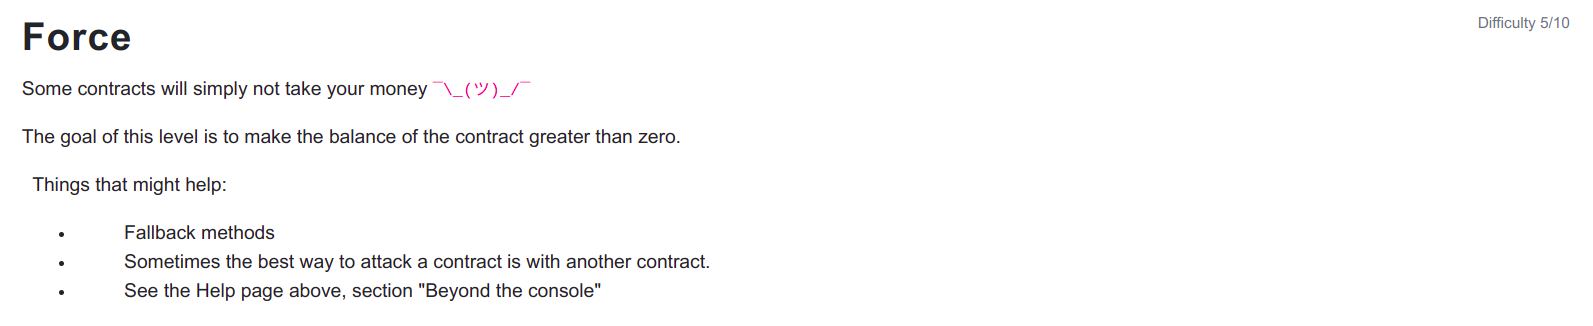 Force
Difficulty 5/10
Some contracts will simply not take your money ¯\_(ツ)_/¯
The goal of this level is to make the balance of the contract greater than zero.
Things that might help:
• Fallback methods
• Sometimes the best way to attack a contract is with another contract.
• See the Help page above, section "Beyond the console"